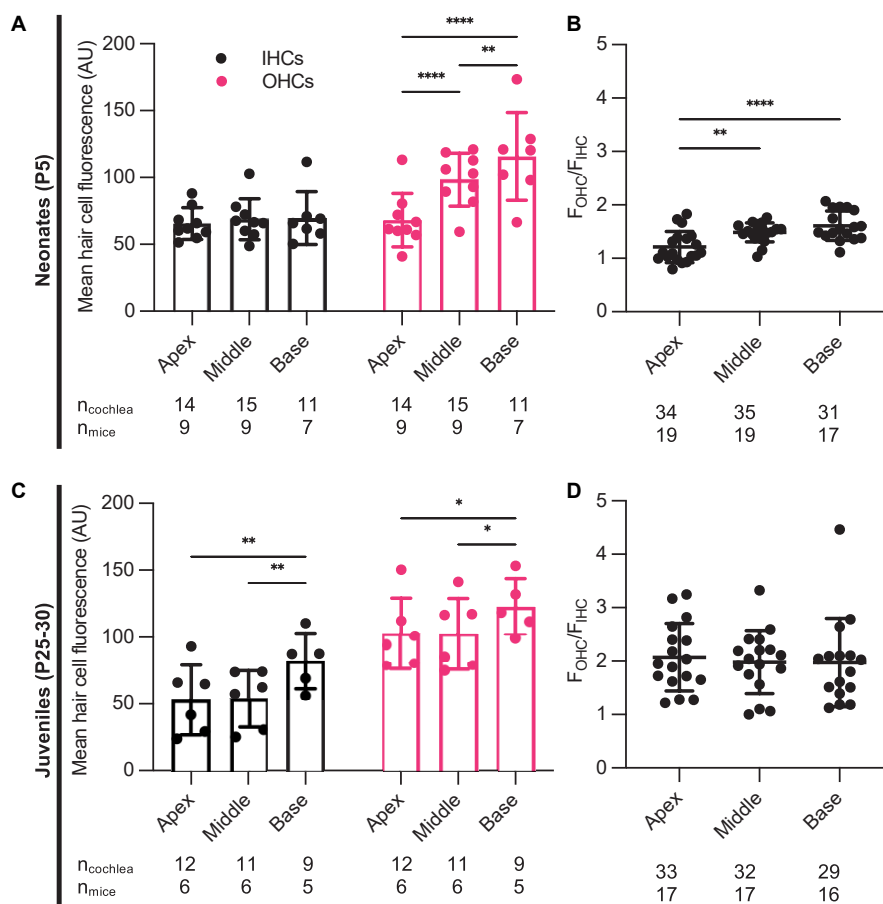 A
Neonates (P5)
Mean hair cell fluorescence (AU)
200
150
100
50
0
IHCs
OHCs
****
****
**
Apex
Middle
Base
Apex
Middle
Base
n_cochlea 14 15 11 14 15 11
n_mice 9 9 7 9 9 7
B
F_OHC/F_IHC
5
4
3
2
1
0
****
**
Apex
Middle
Base
34 35 31
19 19 17
C
Juveniles (P25-30)
Mean hair cell fluorescence (AU)
200
150
100
50
0
**
**
*
*
Apex
Middle
Base
Apex
Middle
Base
n_cochlea 12 11 9 12 11 9
n_mice 6 6 5 6 6 5
D
F_OHC/F_IHC
5
4
3
2
1
0
Apex
Middle
Base
33 32 29
17 17 16